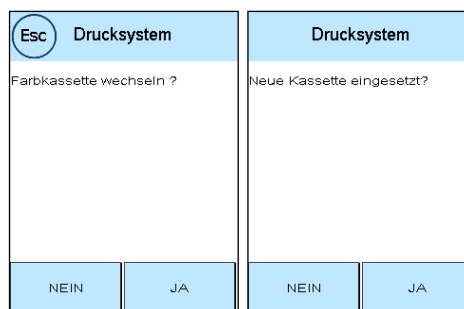 Esc Drucksystem
Farbkassette wechseln ?
NEIN JA
Drucksystem
Neue Kassette eingesetzt?
NEIN JA